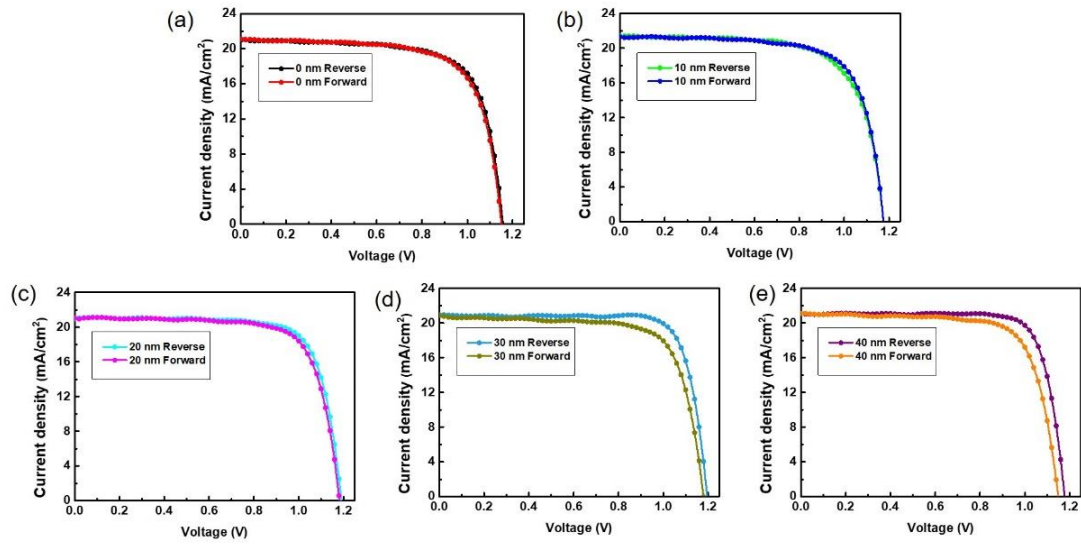 (a)
Current density (mA/cm²)
24
20
16
12
8
4
0
0 nm Reverse
0 nm Forward
0.0 0.2 0.4 0.6 0.8 1.0 1.2
Voltage (V)
(b)
Current density (mA/cm²)
24
20
16
12
8
4
0
10 nm Reverse
10 nm Forward
0.0 0.2 0.4 0.6 0.8 1.0 1.2
Voltage (V)
(c)
Current density (mA/cm²)
24
20
16
12
8
4
0
20 nm Reverse
20 nm Forward
0.0 0.2 0.4 0.6 0.8 1.0 1.2
Voltage (V)
(d)
Current density (mA/cm²)
24
20
16
12
8
4
0
30 nm Reverse
30 nm Forward
0.0 0.2 0.4 0.6 0.8 1.0 1.2
Voltage (V)
(e)
Current density (mA/cm²)
24
20
16
12
8
4
0
40 nm Reverse
40 nm Forward
0.0 0.2 0.4 0.6 0.8 1.0 1.2
Voltage (V)